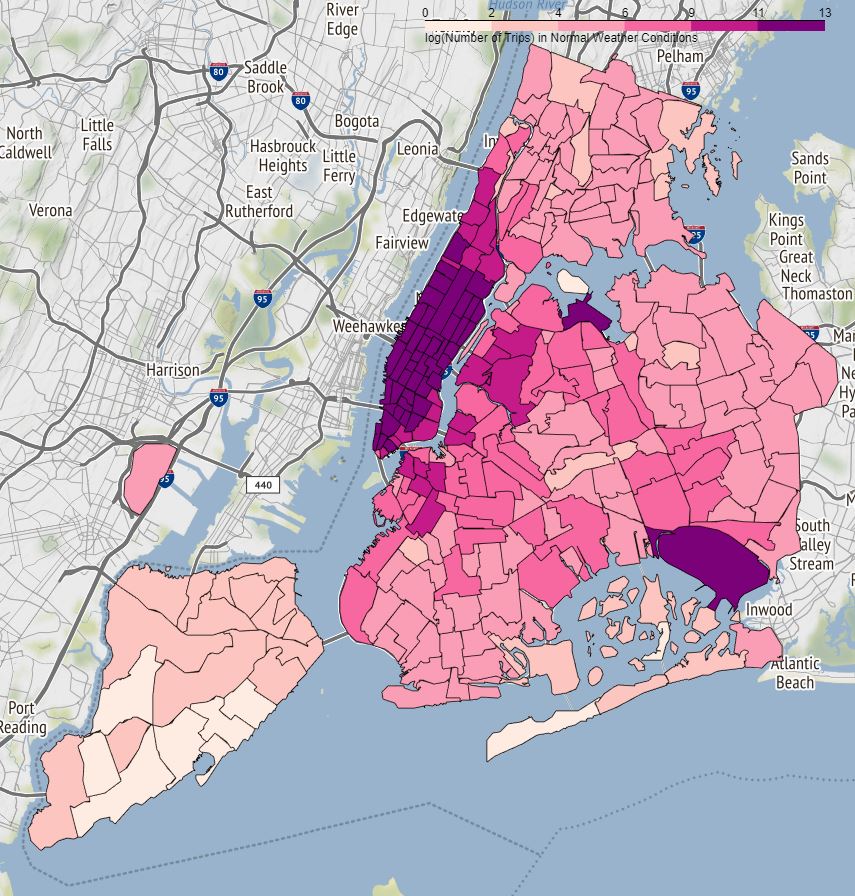 Hudson River
0 2 4 6 9 11 13
log(Number of Trips) in Normal Weather Conditions
River
Edge
Pelham
80
Saddle
Brook
95
80
Bogota
Little
Falls
North
Caldwell
Hasbrouck
Heights
Leonia
Little
Ferry
Sands
Point
East
Rutherford
Verona
Edgewate
Kings
Point
Fairview
Great
Neck
95
Thomaston
Weehawke
Harrison
95
440
South
alley
Stream
Inwood
Atlantic
Beach
Port
Reading